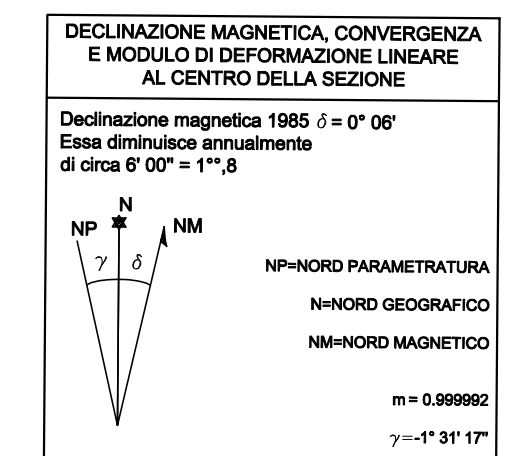 DECLINAZIONE MAGNETICA, CONVERGENZA
E MODULO DI DEFORMAZIONE LINEARE
AL CENTRO DELLA SEZIONE
Declinazione magnetica 1985 δ = 0° 06'
Essa diminuisce annualmente
di circa 6' 00" = 1°°,8
N
NP
NM
γ δ
NP=NORD PARAMETRATURA
N=NORD GEOGRAFICO
NM=NORD MAGNETICO
m = 0.999992
γ=-1° 31' 17"